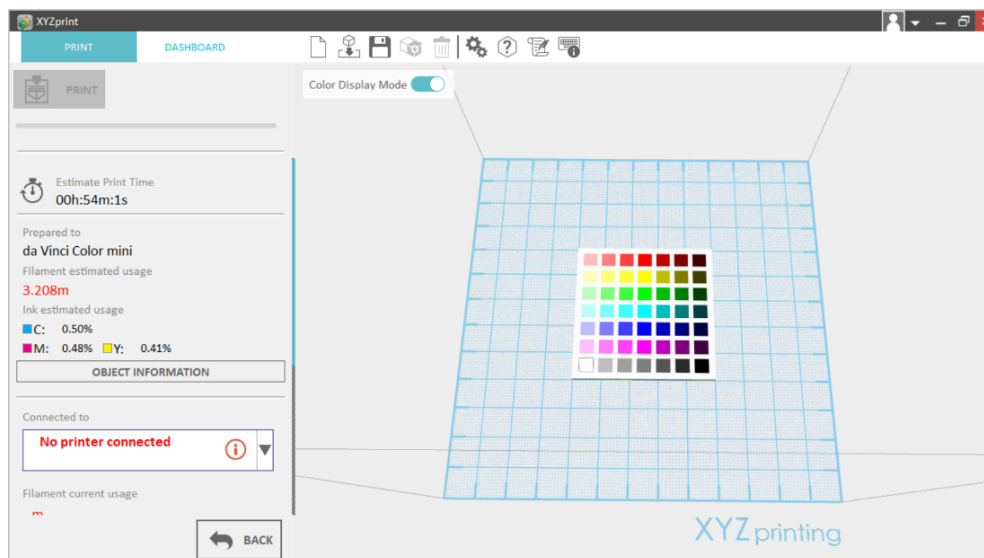 XYZprint
PRINT DASHBOARD
Color Display Mode
PRINT
Estimate Print Time
00h:54m:1s
Prepared to
da Vinci Color mini
Filament estimated usage
3.208m
Ink estimated usage
C: 0.50%
M: 0.48% Y: 0.41%
OBJECT INFORMATION
Connected to
No printer connected
Filament current usage
BACK
XYZprinting